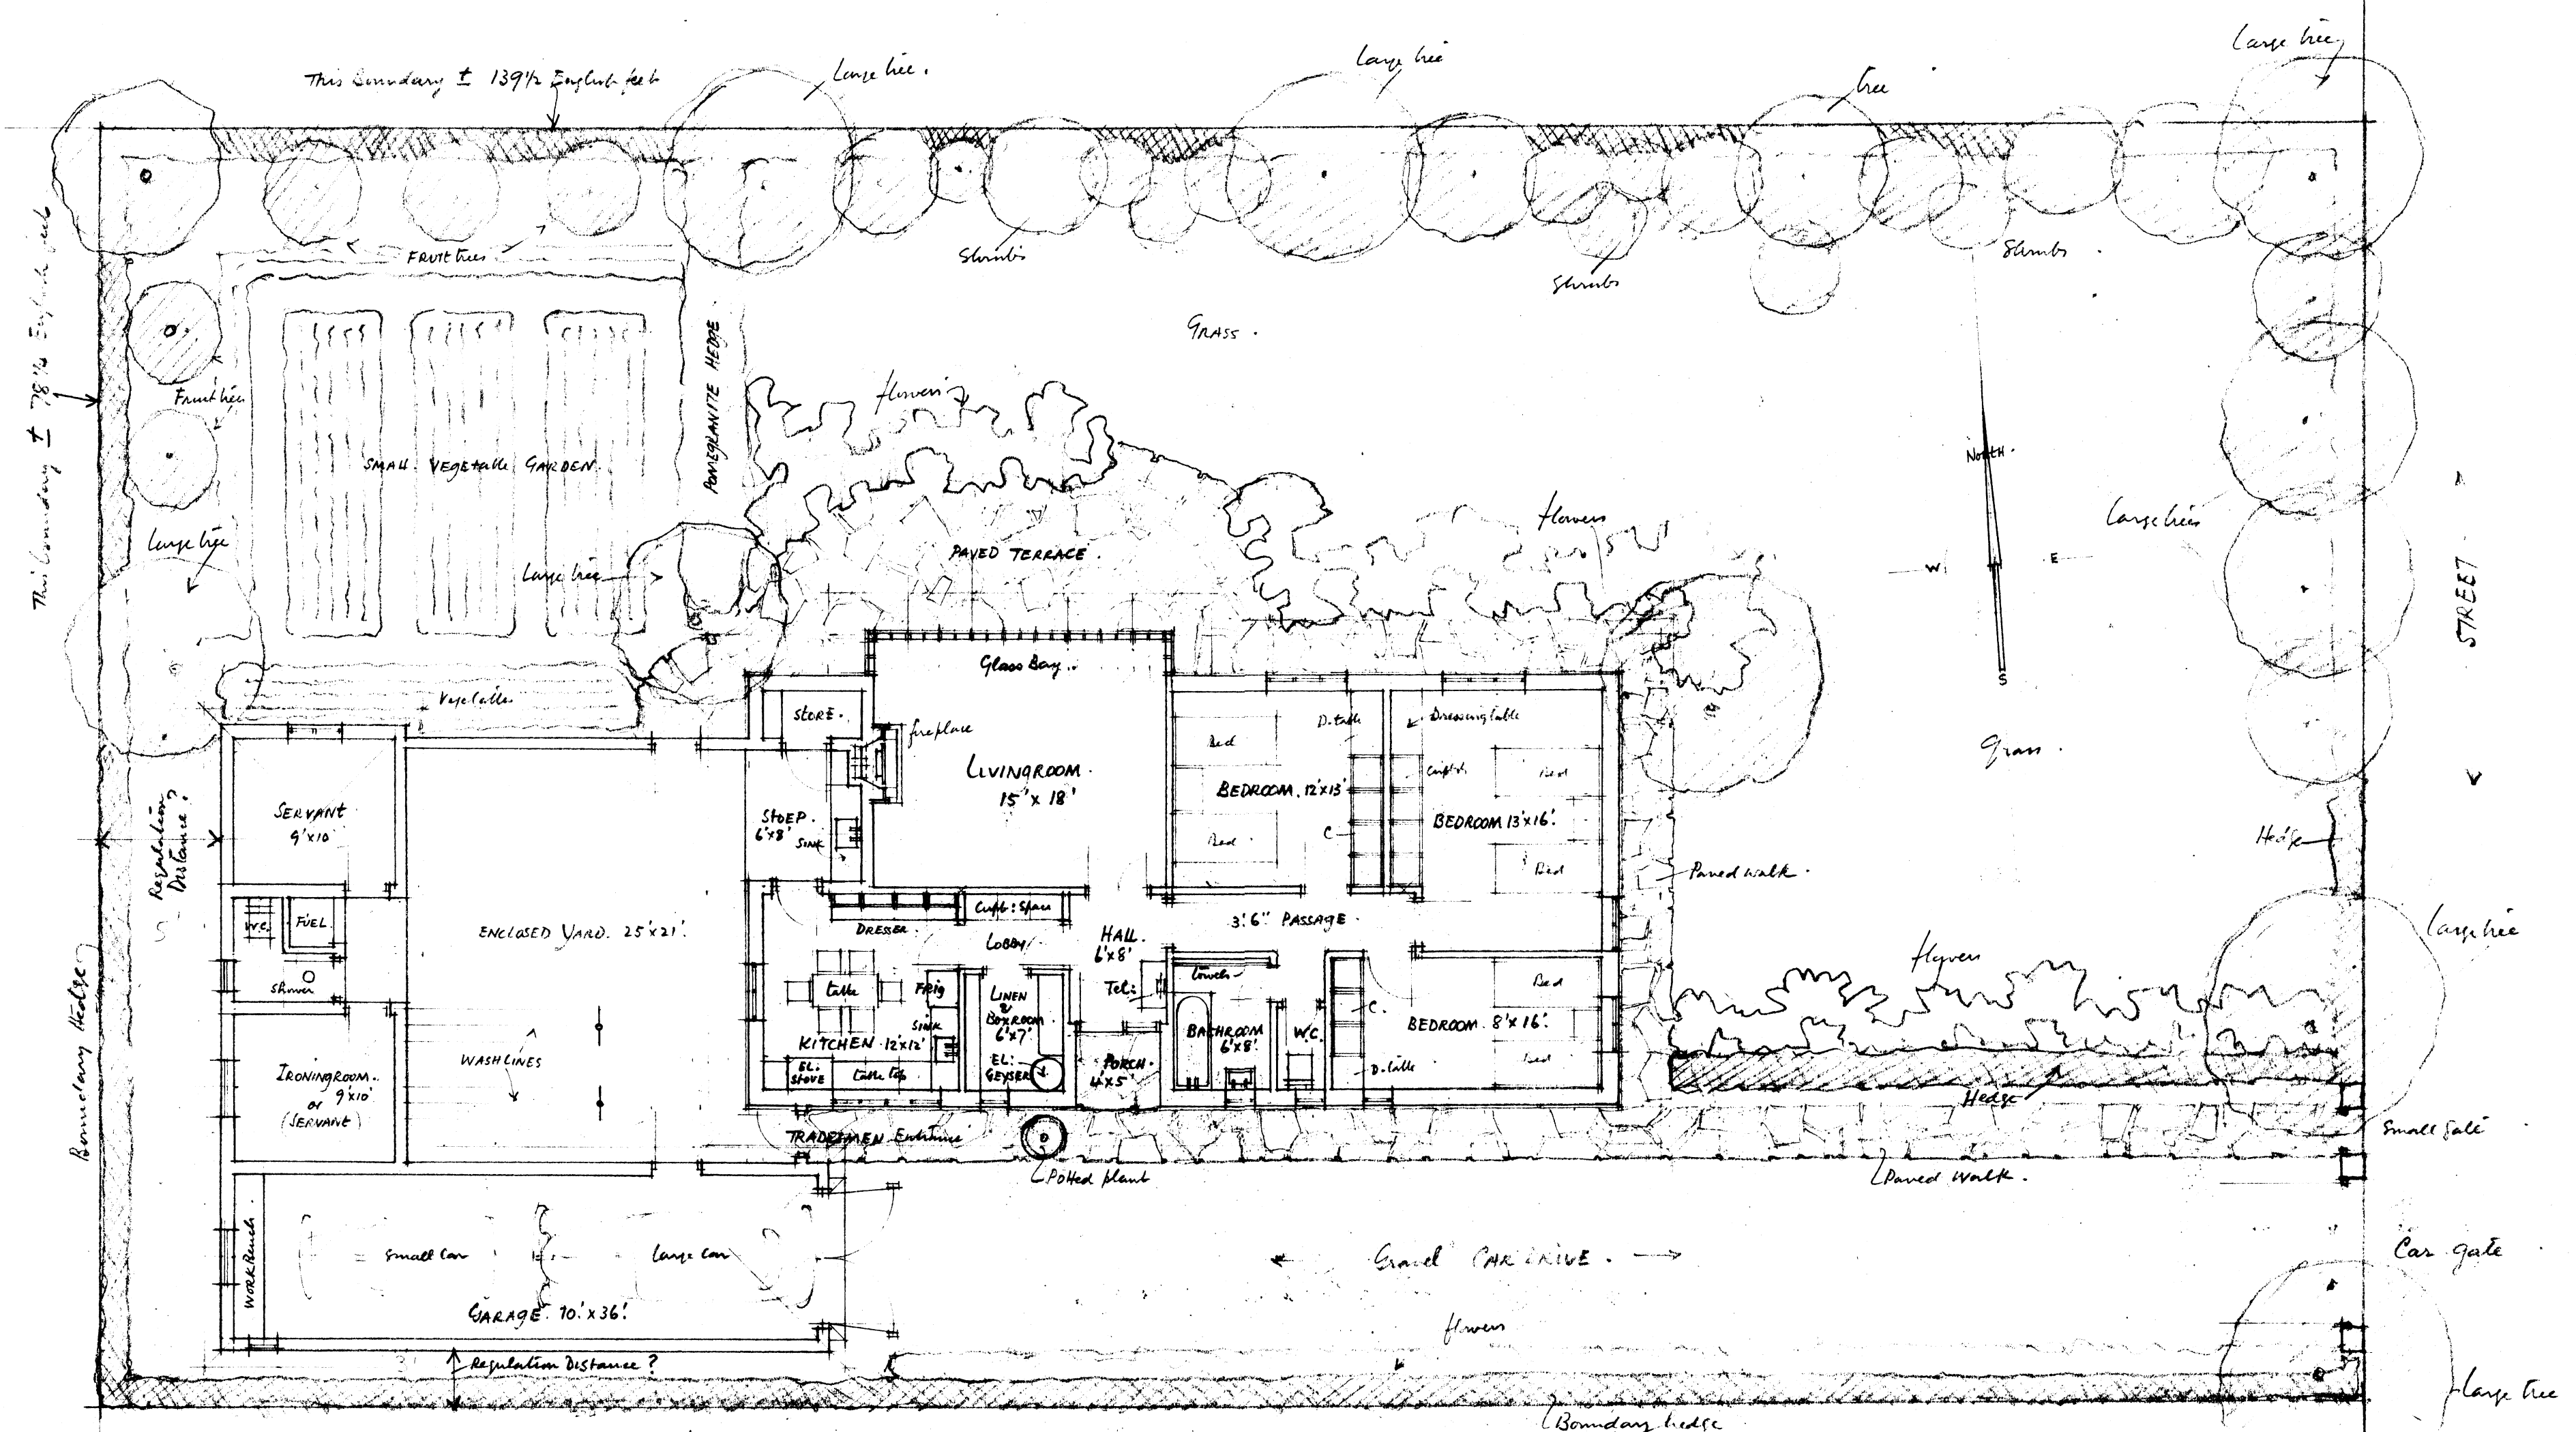 Large tree
Large tree.
Large tree
This Boundary ± 139½ English feet
tree
This boundary ± 78½ English feet
FRUIT trees
Shrubs
Shrubs
Shrubs
GRASS.
POMEGRANITE HEDGE.
Fruit trees
flowers
SMALL VEGETABLE GARDEN.
NORTH.
W.
E
S
Large trees
STREET
Large tree
Large tree
PAVED TERRACE.
flowers
Glass Bay.
Vegetables
STORE.
fireplace
D.table
Dressing table
Bed
LIVINGROOM.
15' x 18'
BEDROOM. 12'x13'
Cupbd.
Bed
Grass.
SERVANT
9'x10'
Regulation
Distance?
STOEP.
6'x8'
SINK
C
Bed
BEDROOM 13'x16'.
Bed
Hedge
Paved walk.
W.C.
FUEL.
ENCLOSED YARD. 25'x21'.
DRESSER.
Cupb: Space
LOBBY.
HALL.
6'x8'
3'.6" PASSAGE.
Large tree
flowers
Shower
table
Frig
LINEN
&
BOXROOM.
6'x7'
Tel:
towels
Bed
Boundary Hedge
SINK
KITCHEN 12'x12'
BATHROOM
6'x8'
W.C.
C.
BEDROOM. 8'x16'.
WASHLINES
EL:
STOVE
table top
EL:
GEYSER
PORCH.
4'x5'
D-table
Bed
IRONINGROOM.
9'x10'
or
(SERVANT)
Hedge
TRADESMEN Entrance
Small gate
Potted plant
Paved walk.
WORKBench
Small Car
Large Car
Gravel CAR DRIVE.
Car gate
GARAGE. 10'.x36'.
flowers
Regulation Distance?
Large tree
Boundary hedge